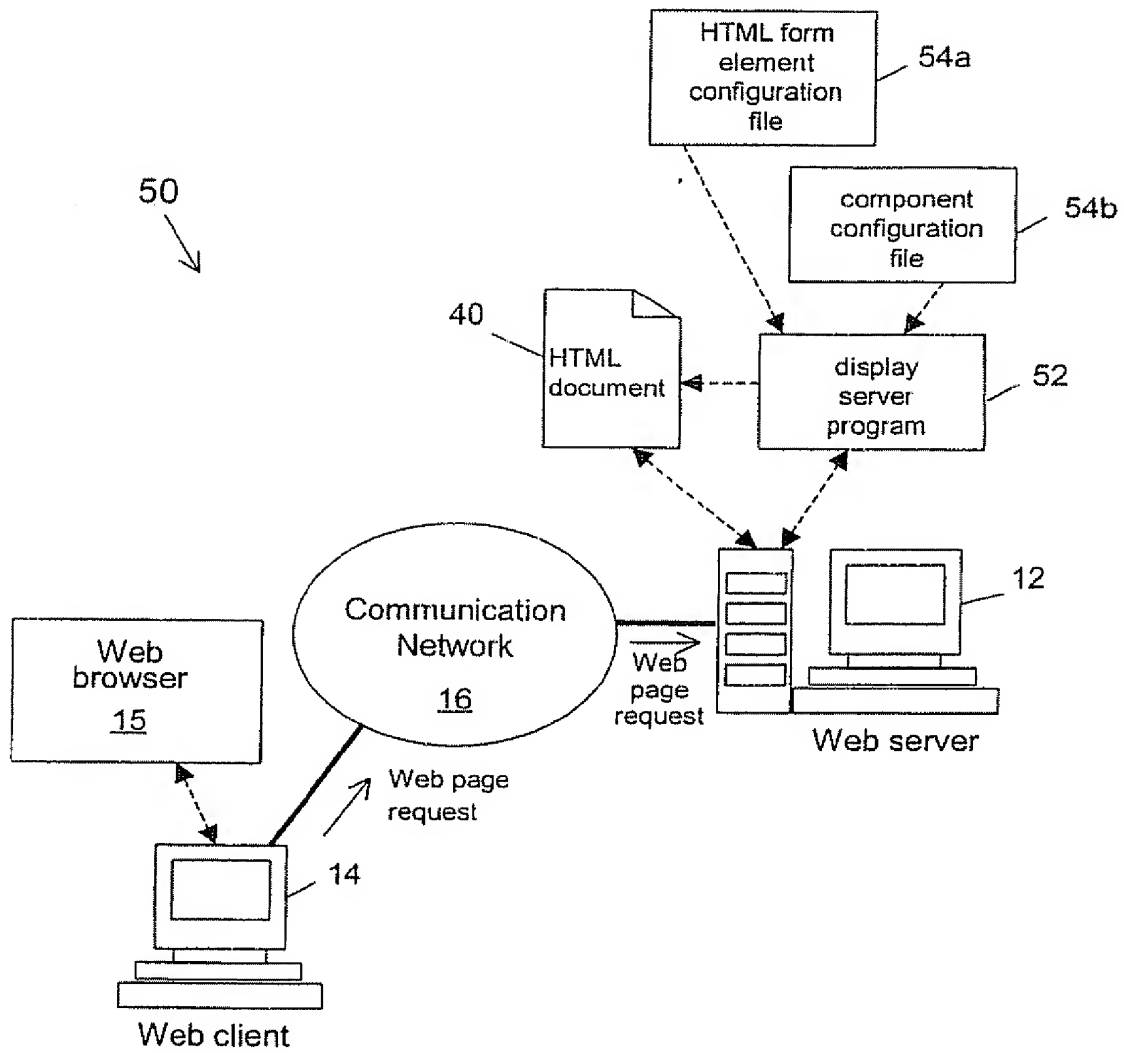 HTML form
element
configuration
file
54a
component
configuration
file
54b
50
40
HTML
document
display
server
program
52
12
Communication
Network
16
Web
page
request
Web server
Web
browser
15
Web page
request
14
Web client